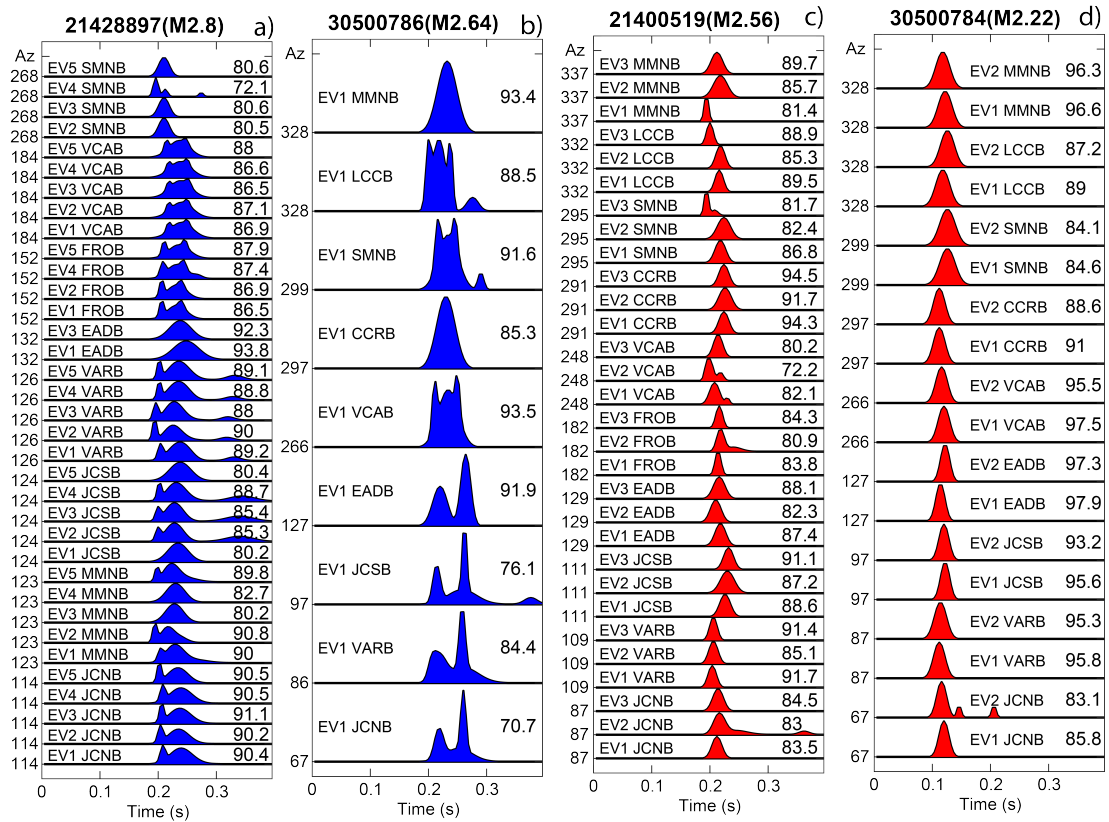 21428897(M2.8) a)
Az
EV5 SMNB 80.6
268
EV4 SMNB 72.1
268
EV3 SMNB 80.6
268
EV2 SMNB 80.5
268
EV5 VCAB 88
184
EV4 VCAB 86.6
184
EV3 VCAB 86.5
184
EV2 VCAB 87.1
184
EV1 VCAB 86.9
184
EV5 FROB 87.9
152
EV4 FROB 87.4
152
EV2 FROB 86.9
152
EV1 FROB 86.5
152
EV3 EADB 92.3
132
EV1 EADB 93.8
132
EV5 VARB 89.1
126
EV4 VARB 88.8
126
EV3 VARB 88
126
EV2 VARB 90
126
EV1 VARB 89.2
126
EV5 JCSB 80.4
124
EV4 JCSB 88.7
124
EV3 JCSB 85.4
124
EV2 JCSB 85.3
124
EV1 JCSB 80.2
124
EV5 MMNB 89.8
123
EV4 MMNB 82.7
123
EV3 MMNB 80.2
123
EV2 MMNB 90.8
123
EV1 MMNB 90
123
EV5 JCNB 90.5
114
EV4 JCNB 90.5
114
EV3 JCNB 91.1
114
EV2 JCNB 90.2
114
EV1 JCNB 90.4
114
0 0.1 0.2 0.3
Time (s)
30500786(M2.64) b)
Az
EV1 MMNB 93.4
328
EV1 LCCB 88.5
328
EV1 SMNB 91.6
299
EV1 CCRB 85.3
297
EV1 VCAB 93.5
266
EV1 EADB 91.9
127
EV1 JCSB 76.1
97
EV1 VARB 84.4
86
EV1 JCNB 70.7
67
0 0.1 0.2 0.3
Time (s)
21400519(M2.56) c)
Az
EV3 MMNB 89.7
337
EV2 MMNB 85.7
337
EV1 MMNB 81.4
337
EV3 LCCB 88.9
332
EV2 LCCB 85.3
332
EV1 LCCB 89.5
332
EV3 SMNB 81.7
295
EV2 SMNB 82.4
295
EV1 SMNB 86.8
295
EV3 CCRB 94.5
291
EV2 CCRB 91.7
291
EV1 CCRB 94.3
291
EV3 VCAB 80.2
248
EV2 VCAB 72.2
248
EV1 VCAB 82.1
248
EV3 FROB 84.3
182
EV2 FROB 80.9
182
EV1 FROB 83.8
182
EV3 EADB 88.1
129
EV2 EADB 82.3
129
EV1 EADB 87.4
129
EV3 JCSB 91.1
111
EV2 JCSB 87.2
111
EV1 JCSB 88.6
111
EV3 VARB 91.4
109
EV2 VARB 85.1
109
EV1 VARB 91.7
109
EV3 JCNB 84.5
87
EV2 JCNB 83
87
EV1 JCNB 83.5
87
0 0.1 0.2 0.3
Time (s)
30500784(M2.22) d)
Az
EV2 MMNB 96.3
328
EV1 MMNB 96.6
328
EV2 LCCB 87.2
328
EV1 LCCB 89
328
EV2 SMNB 84.1
299
EV1 SMNB 84.6
299
EV2 CCRB 88.6
297
EV1 CCRB 91
297
EV2 VCAB 95.5
266
EV1 VCAB 97.5
266
EV2 EADB 97.3
127
EV1 EADB 97.9
127
EV2 JCSB 93.2
97
EV1 JCSB 95.6
97
EV2 VARB 95.3
87
EV1 VARB 95.8
87
EV2 JCNB 83.1
67
EV1 JCNB 85.8
67
0 0.1 0.2 0.3
Time (s)